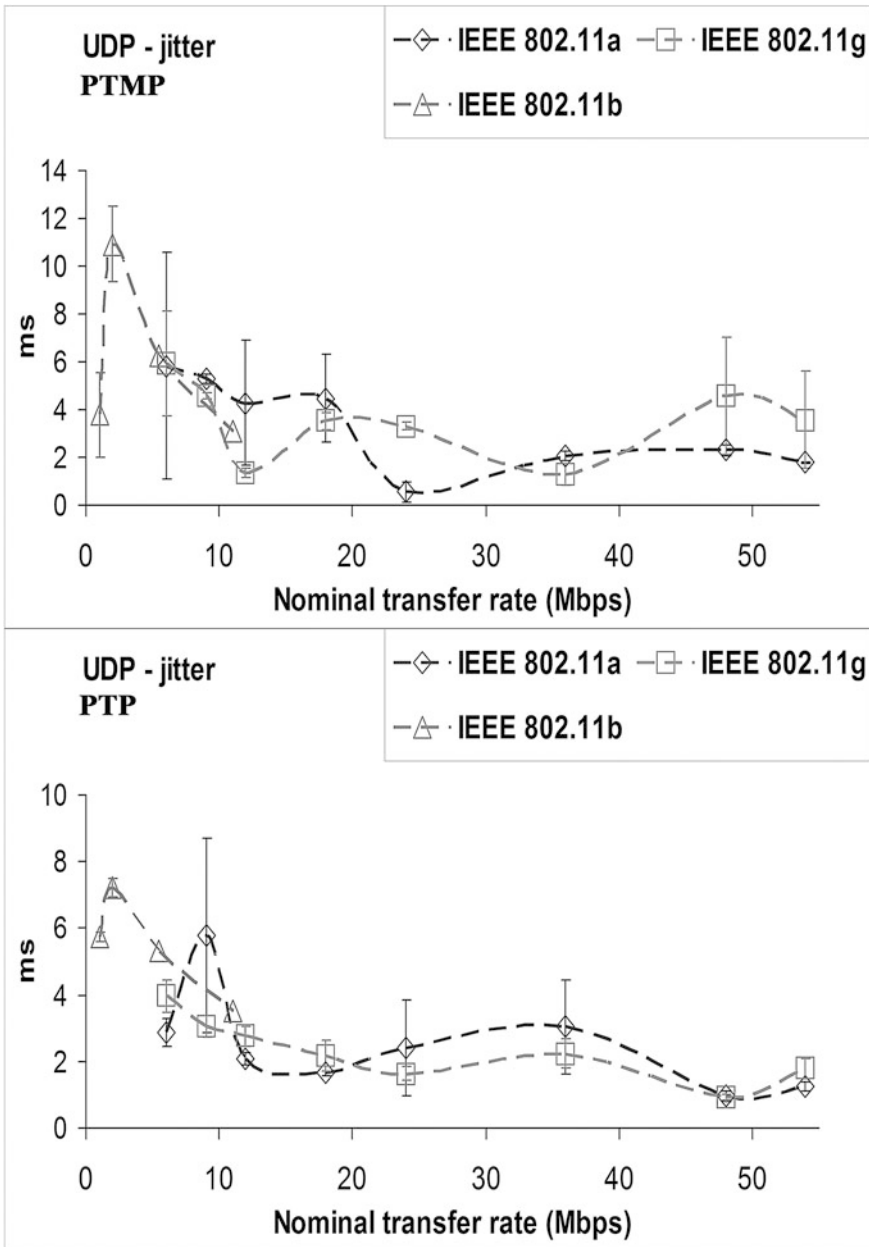 UDP - jitter
PTMP
IEEE 802.11a
IEEE 802.11g
IEEE 802.11b
14
12
10
8
6
4
2
0
ms
0 10 20 30 40 50
Nominal transfer rate (Mbps)
UDP - jitter
PTP
IEEE 802.11a
IEEE 802.11g
IEEE 802.11b
10
8
6
4
2
0
ms
0 10 20 30 40 50
Nominal transfer rate (Mbps)